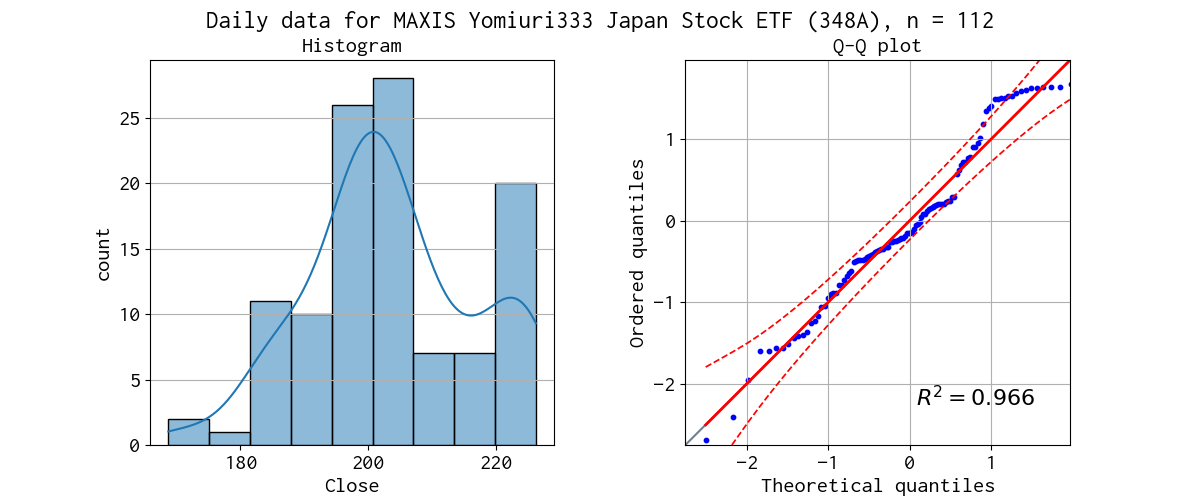 Daily data for MAXIS Yomiuri333 Japan Stock ETF (348A), n = 112
Histogram
25
20
15
10
5
0
count
180 200 220
Close
Q-Q plot
1
0
−1
−2
Ordered quantiles
R² = 0.966
−2 −1 0 1
Theoretical quantiles